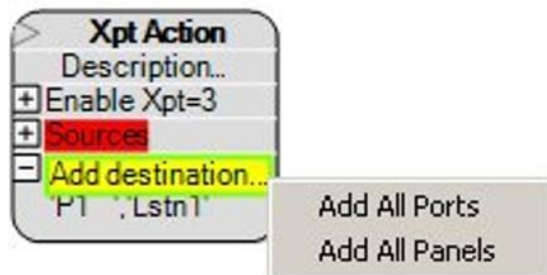 Xpt Action
Description...
Enable Xpt=3
Sources
Add destination...
'P1 ','Lstn1'
Add All Ports
Add All Panels